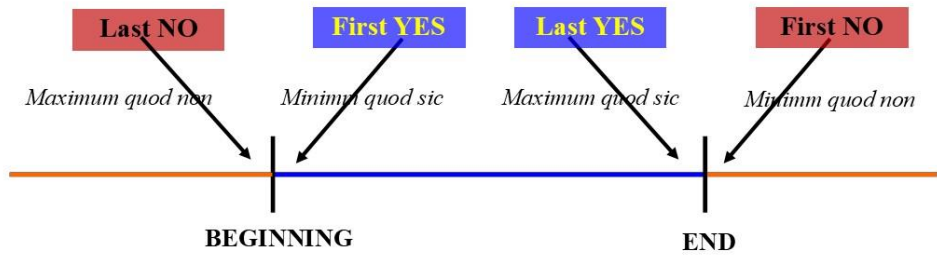 Last NO
First YES
Last YES
First NO
Maximum quod non
Minimm quod sic
Maximum quod sic
Minimm quod non
BEGINNING
END